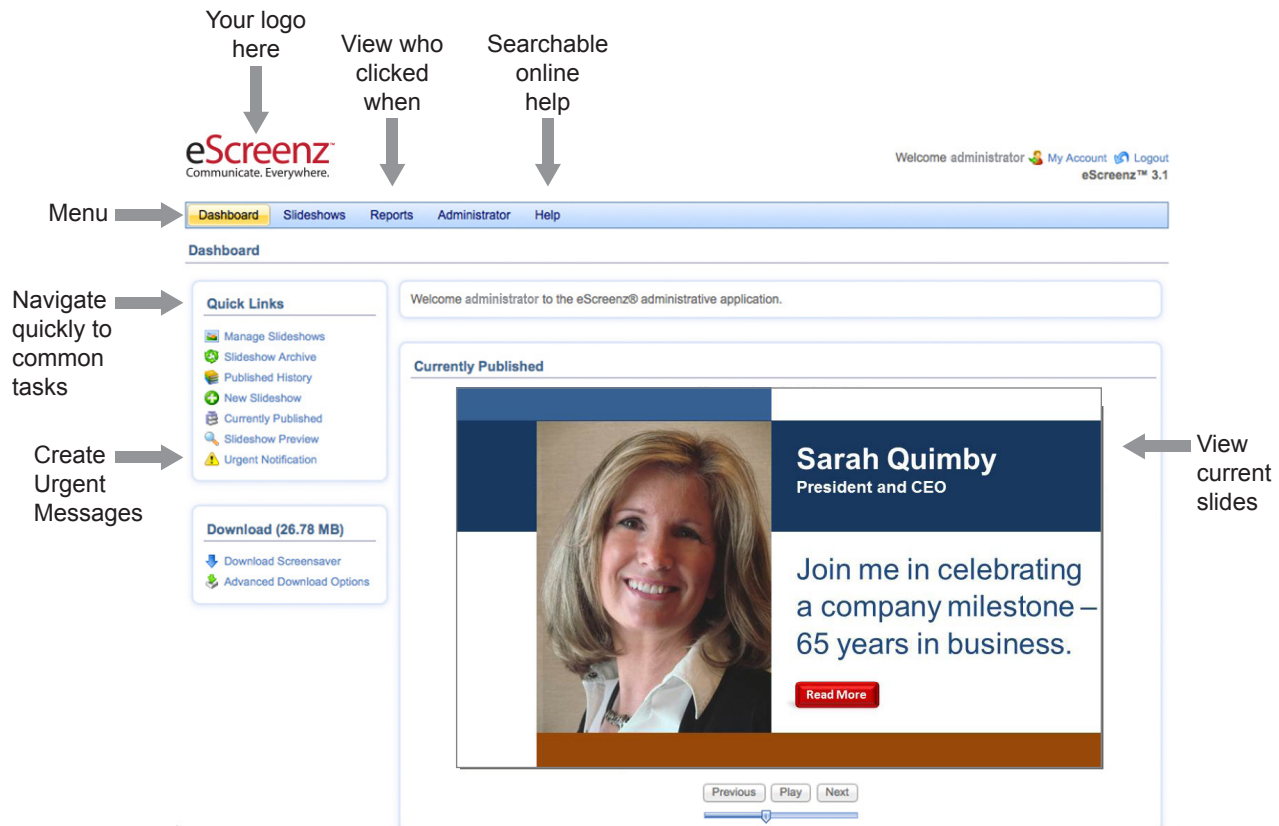 Your logo
here
View who
clicked
when
Searchable
online
help
eScreenz™
Communicate. Everywhere.
Welcome administrator My Account Logout
eScreenz™ 3.1
Menu
Dashboard Slideshows Reports Administrator Help
Dashboard
Navigate
quickly to
common
tasks
Quick Links
Manage Slideshows
Slideshow Archive
Published History
New Slideshow
Currently Published
Slideshow Preview
Urgent Notification
Create
Urgent
Messages
Download (26.78 MB)
Download Screensaver
Advanced Download Options
Welcome administrator to the eScreenz® administrative application.
Currently Published
Sarah Quimby
President and CEO
Join me in celebrating
a company milestone –
65 years in business.
Read More
View
current
slides
Previous Play Next